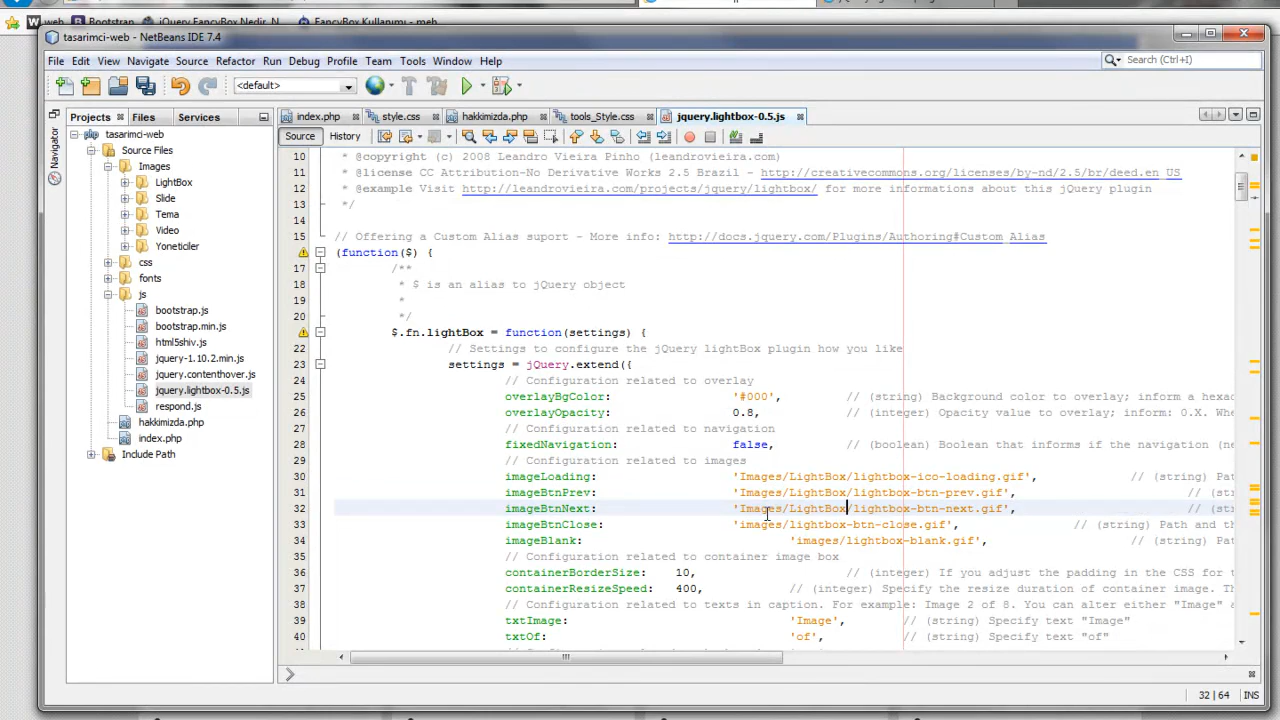 web Bootstrap jQuery FancyBox Nedir, N FancyBox Kullanımı - meb
tasarimci-web - NetBeans IDE 7.4
File Edit View Navigate Source Refactor Run Debug Profile Team Tools Window Help Search (Ctrl+I)
<default>
Projects Files Services
index.php style.css hakkimizda.php tools_Style.css jquery.lightbox-0.5.js
Source History
Navigator
tasarimci-web
Source Files
Images
LightBox
Slide
Tema
Video
Yoneticiler
css
fonts
js
bootstrap.js
bootstrap.min.js
html5shiv.js
jquery-1.10.2.min.js
jquery.contenthover.js
jquery.lightbox-0.5.js
respond.js
hakkimizda.php
index.php
Include Path
10 * @copyright (c) 2008 Leandro Vieira Pinho (leandrovieira.com)
11 * @license CC Attribution-No Derivative Works 2.5 Brazil - http://creativecommons.org/licenses/by-nd/2.5/br/deed.en_US
12 * @example Visit http://leandrovieira.com/projects/jquery/lightbox/ for more informations about this jQuery plugin
13 */
14
15 // Offering a Custom Alias suport - More info: http://docs.jquery.com/Plugins/Authoring#Custom_Alias
(function($) {
17 /**
18 * $ is an alias to jQuery object
19 *
20 */
$.fn.lightBox = function(settings) {
22 // Settings to configure the jQuery lightBox plugin how you like
23 settings = jQuery.extend({
24 // Configuration related to overlay
25 overlayBgColor: '#000', // (string) Background color to overlay; inform a hexa
26 overlayOpacity: 0.8, // (integer) Opacity value to overlay; inform: 0.X. Whe
27 // Configuration related to navigation
28 fixedNavigation: false, // (boolean) Boolean that informs if the navigation (ne
29 // Configuration related to images
30 imageLoading: 'Images/LightBox/lightbox-ico-loading.gif', // (string) Pat
31 imageBtnPrev: 'Images/LightBox/lightbox-btn-prev.gif', // (str
32 imageBtnNext: 'Images/LightBox/lightbox-btn-next.gif', // (str
33 imageBtnClose: 'images/lightbox-btn-close.gif', // (string) Path and th
34 imageBlank: 'images/lightbox-blank.gif', // (string) Path
35 // Configuration related to container image box
36 containerBorderSize: 10, // (integer) If you adjust the padding in the CSS for t
37 containerResizeSpeed: 400, // (integer) Specify the resize duration of container image. Th
38 // Configuration related to texts in caption. For example: Image 2 of 8. You can alter either "Image" a
39 txtImage: 'Image', // (string) Specify text "Image"
40 txtOf: 'of', // (string) Specify text "of"
32 | 64 INS